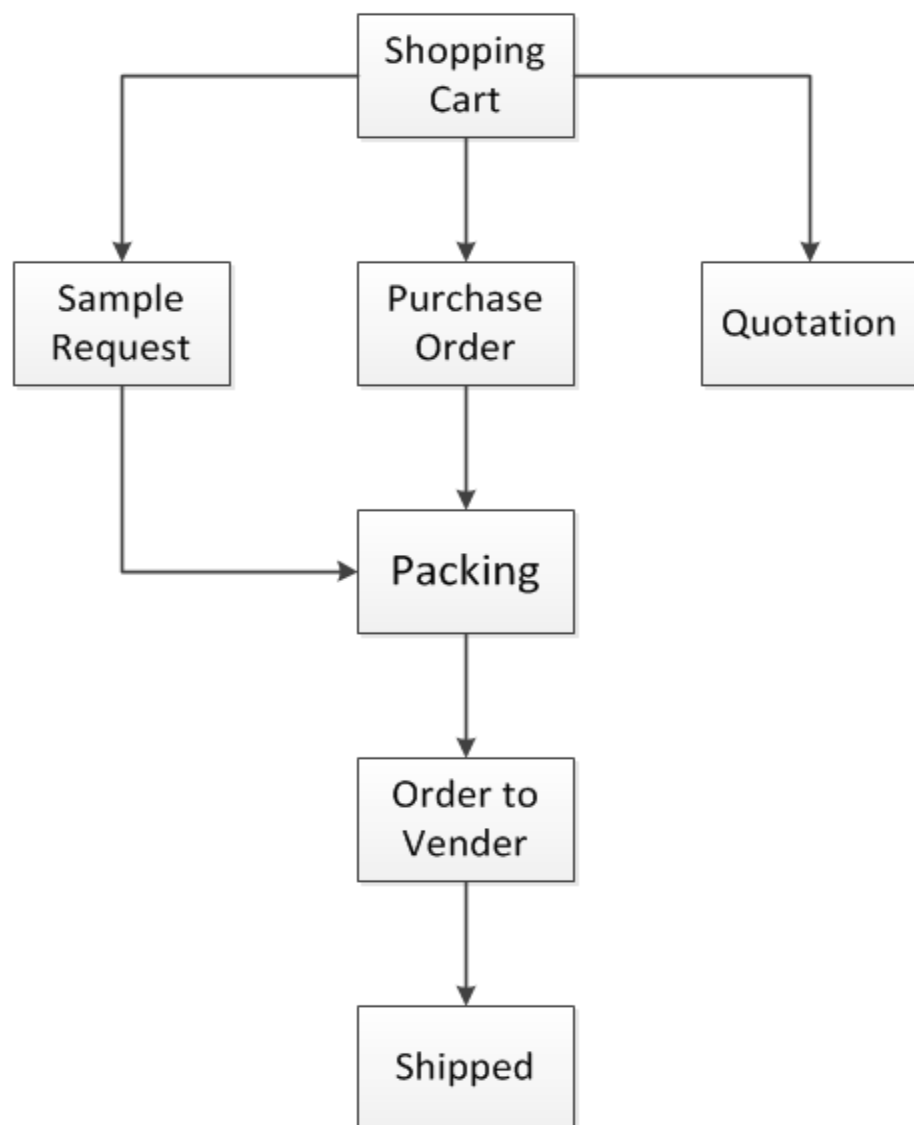 Shopping
Cart
Sample
Request
Purchase
Order
Quotation
Packing
Order to
Vender
Shipped